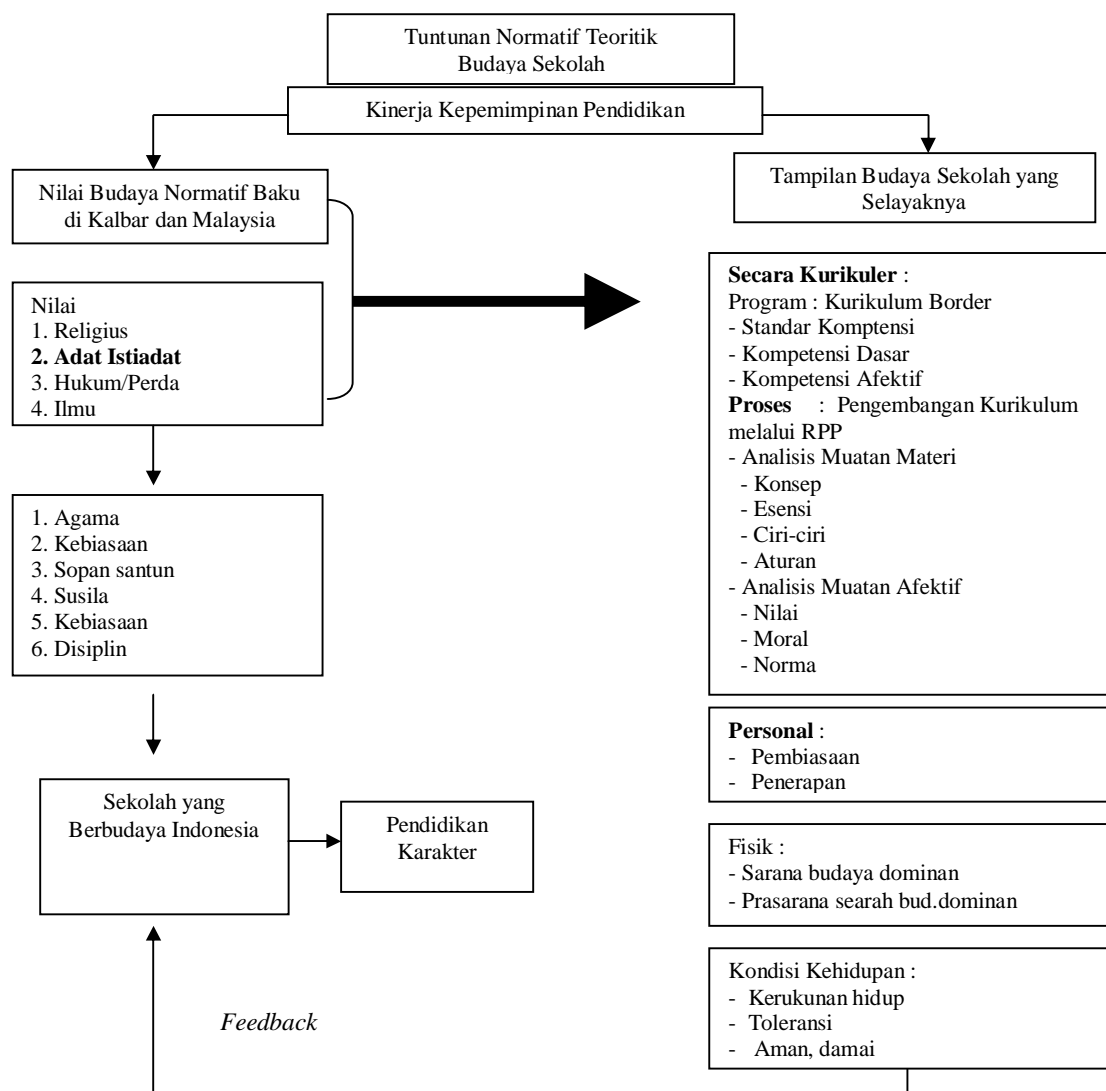 Tuntunan Normatif Teoritik
Budaya Sekolah
Kinerja Kepemimpinan Pendidikan
Nilai Budaya Normatif Baku
di Kalbar dan Malaysia
Nilai
1. Religius
2. Adat Istiadat
3. Hukum/Perda
4. Ilmu
1. Agama
2. Kebiasaan
3. Sopan santun
4. Susila
5. Kebiasaan
6. Disiplin
Sekolah yang
Berbudaya Indonesia
Pendidikan
Karakter
Feedback
Tampilan Budaya Sekolah yang
Selayaknya
Secara Kurikuler :
Program : Kurikulum Border
- Standar Komptensi
- Kompetensi Dasar
- Kompetensi Afektif
Proses : Pengembangan Kurikulum
melalui RPP
- Analisis Muatan Materi
- Konsep
- Esensi
- Ciri-ciri
- Aturan
- Analisis Muatan Afektif
- Nilai
- Moral
- Norma
Personal :
- Pembiasaan
- Penerapan
Fisik :
- Sarana budaya dominan
- Prasarana searah bud.dominan
Kondisi Kehidupan :
- Kerukunan hidup
- Toleransi
- Aman, damai